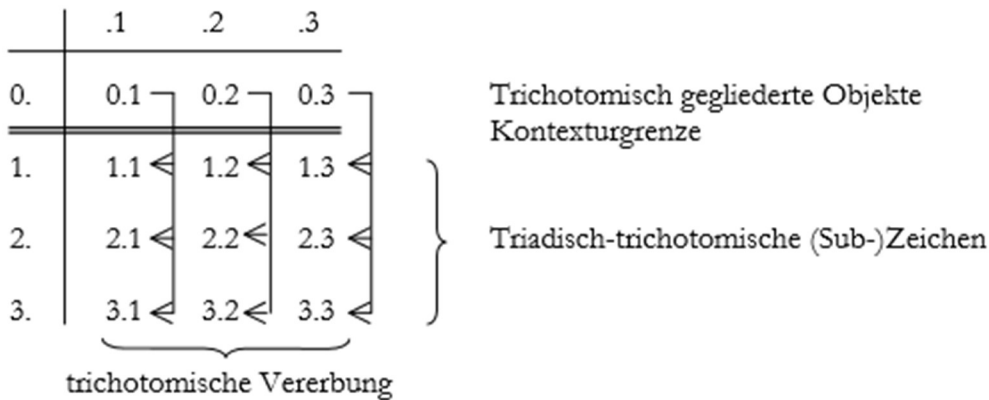 .1 .2 .3
0. 0.1 0.2 0.3 Trichotomisch gegliederte Objekte
Kontexturgrenze
1. 1.1 1.2 1.3
2. 2.1 2.2 2.3 Triadisch-trichotomische (Sub-)Zeichen
3. 3.1 3.2 3.3
trichotomische Vererbung